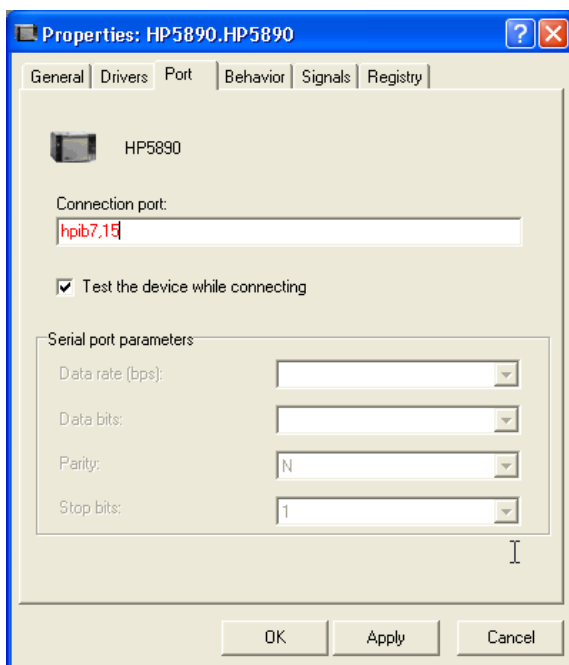 Properties: HP5890.HP5890
General Drivers Port Behavior Signals Registry
HP5890
Connection port:
hpib7,15
Test the device while connecting
Serial port parameters
Data rate (bps):
Data bits:
Parity: N
Stop bits: 1
OK Apply Cancel